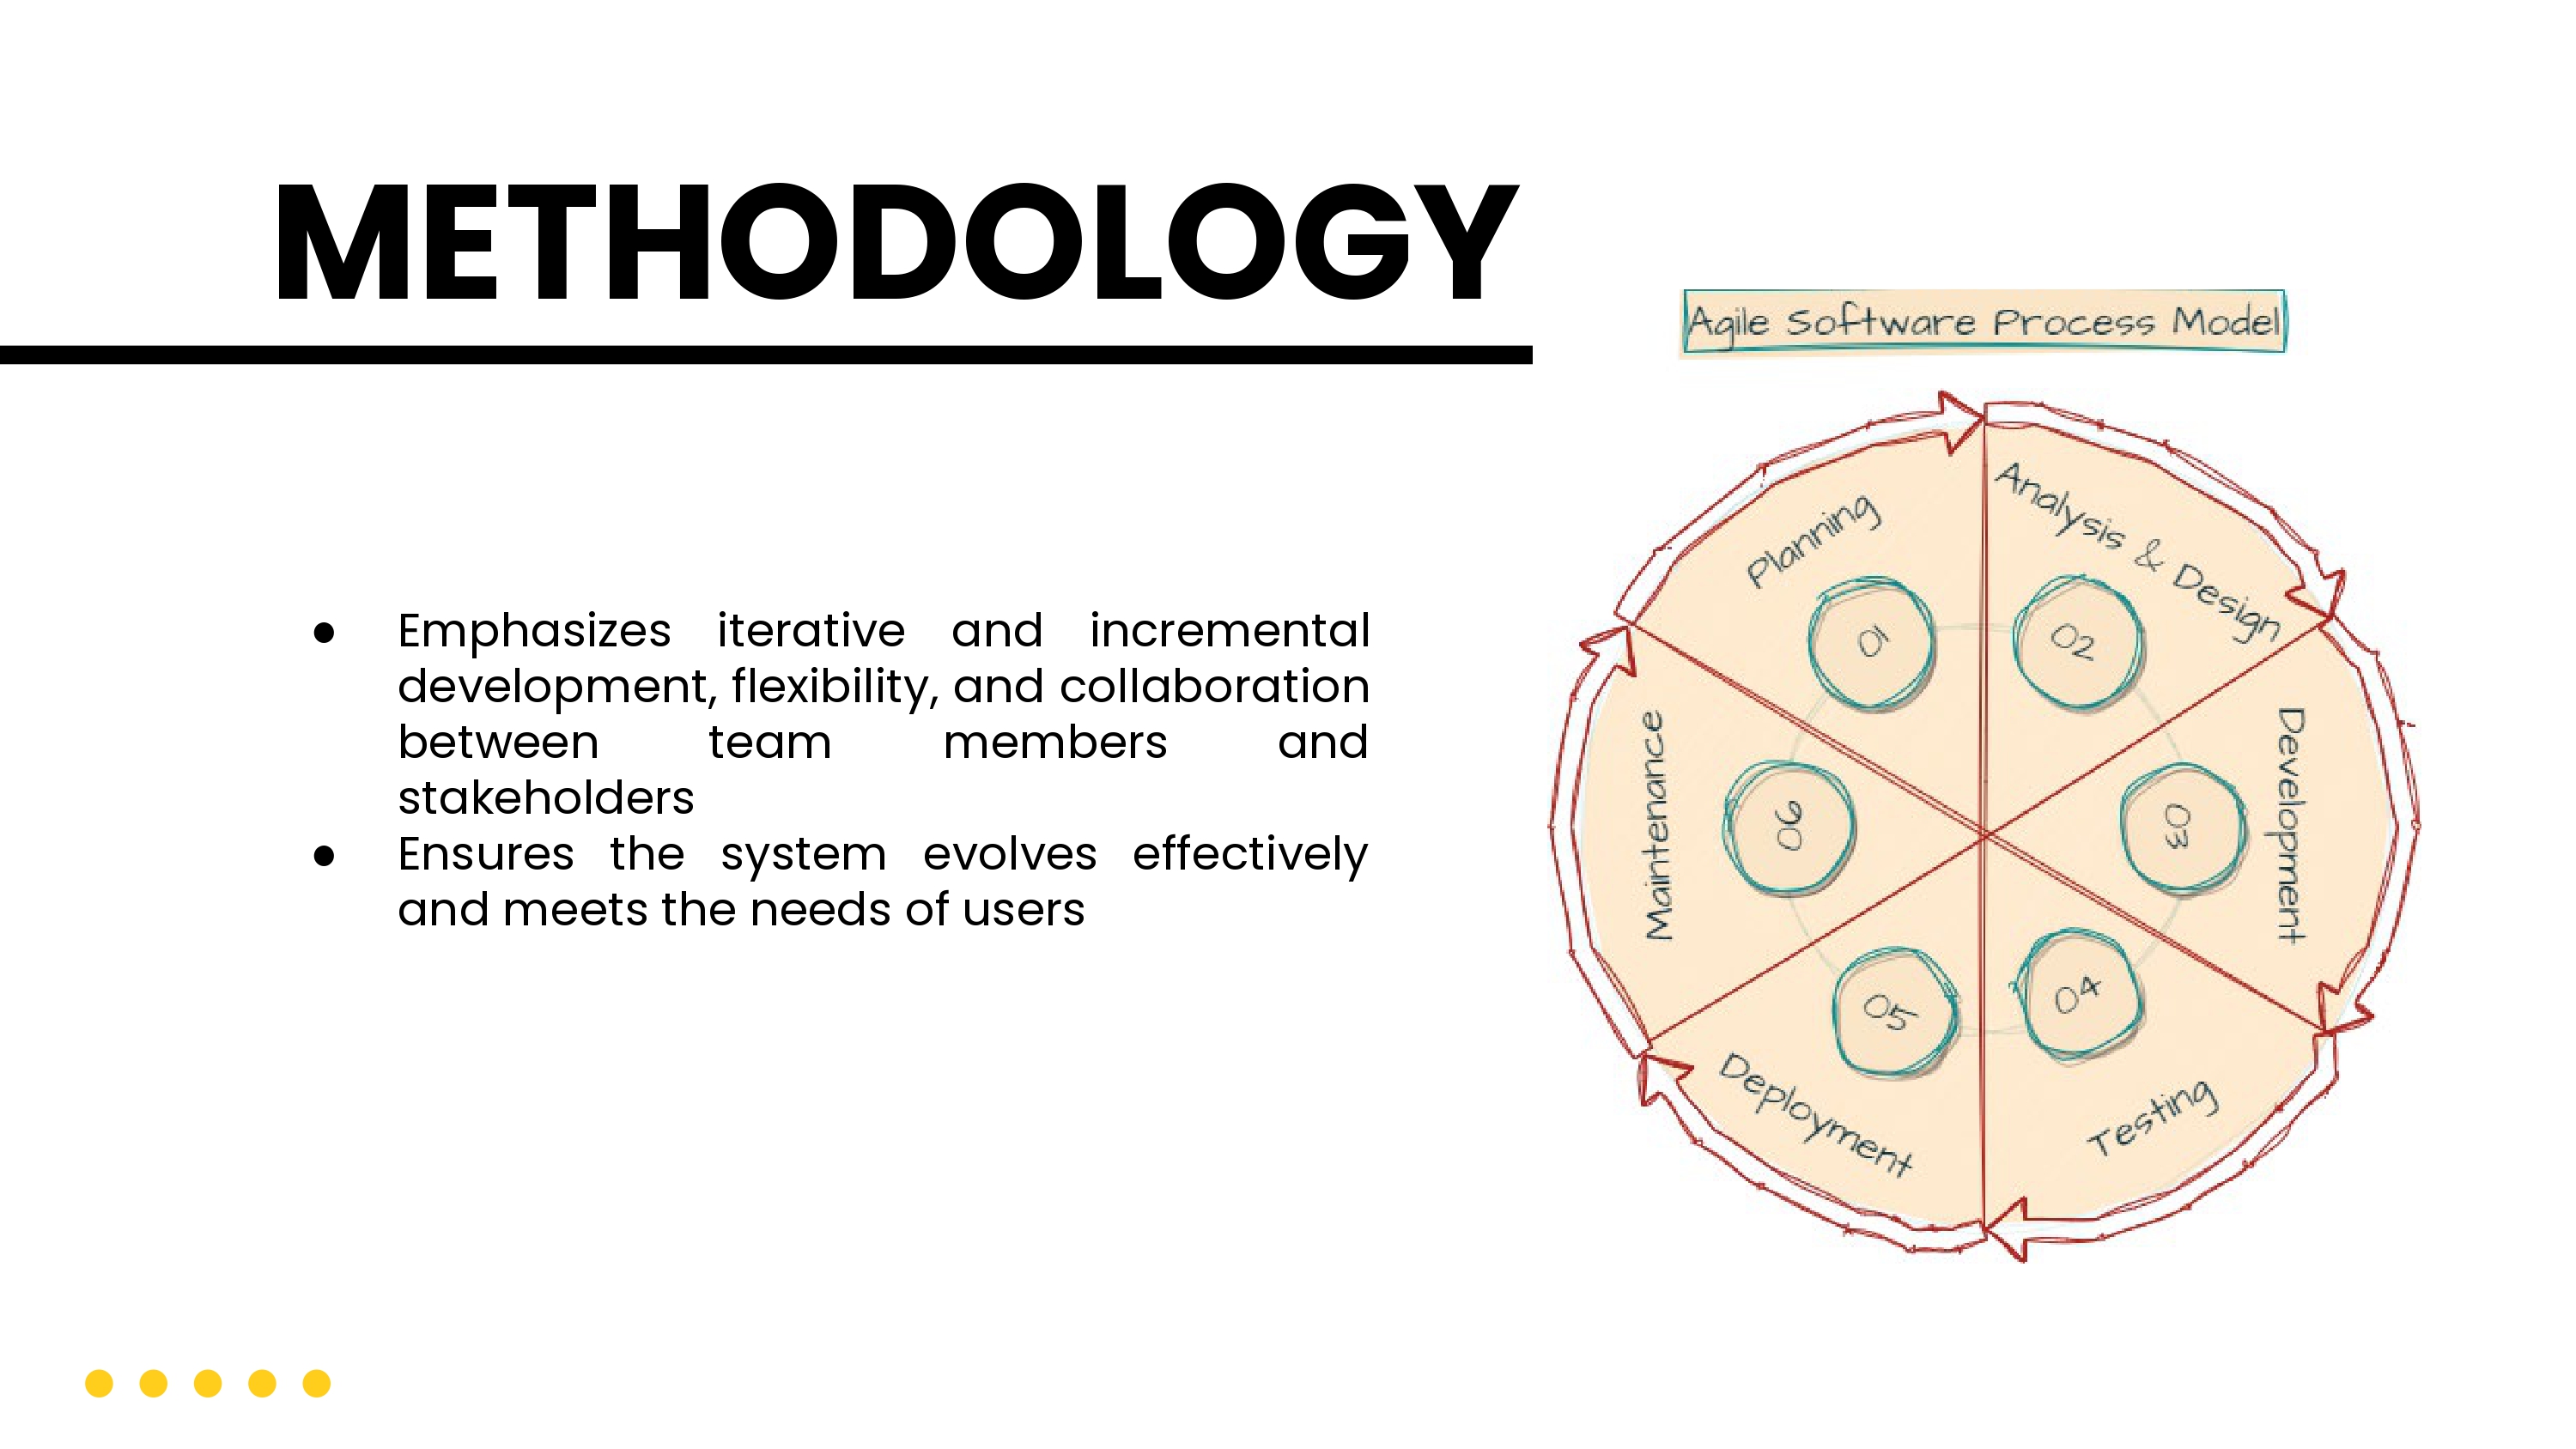 METHODOLOGY
● Emphasizes iterative and incremental
development, flexibility, and collaboration
between team members and
stakeholders
● Ensures the system evolves effectively
and meets the needs of users
Agile Software Process Model
Planning
01
Analysis & Design
02
Development
03
Testing
04
Deployment
05
Maintenance
06